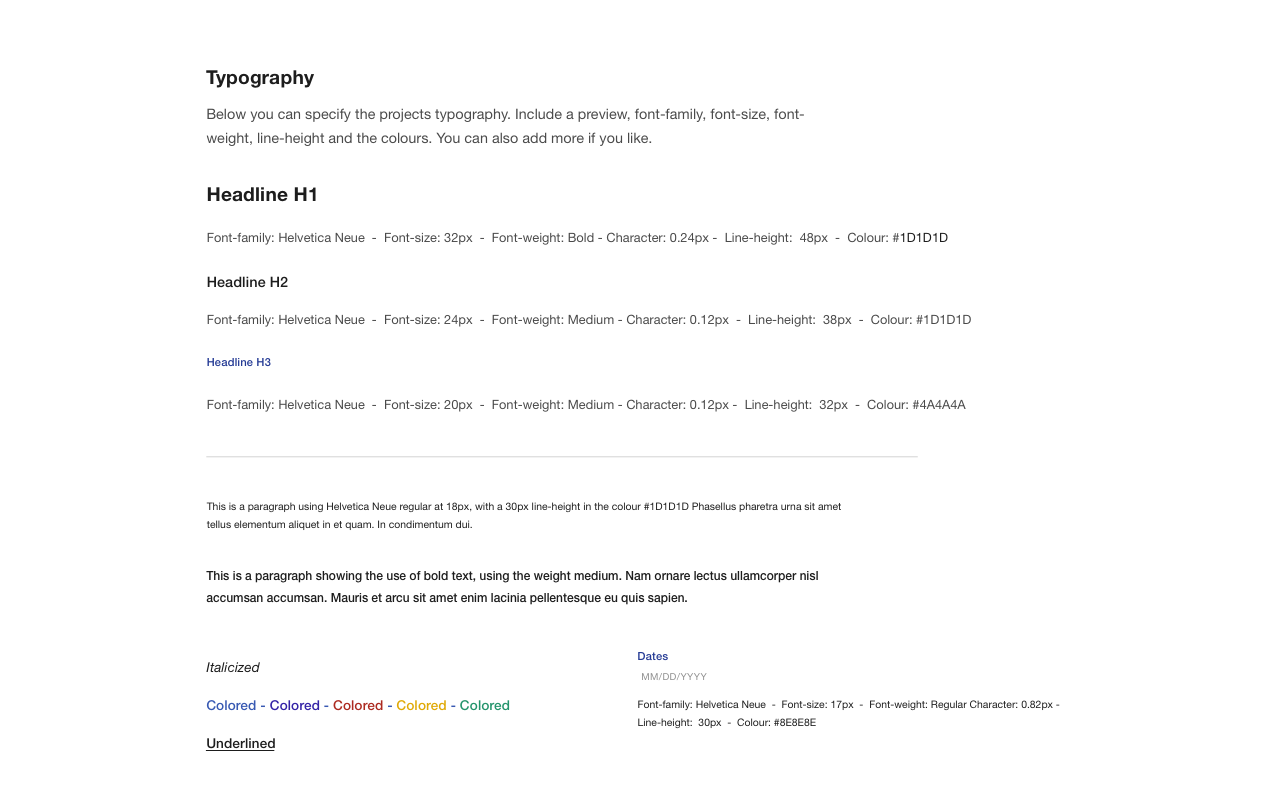 Typography
Below you can specify the projects typography. Include a preview, font-family, font-size, font-
weight, line-height and the colours. You can also add more if you like.
Headline H1
Font-family: Helvetica Neue  -  Font-size: 32px  -  Font-weight: Bold - Character: 0.24px -  Line-height:  48px  -  Colour: #1D1D1D
Headline H2
Font-family: Helvetica Neue  -  Font-size: 24px  -  Font-weight: Medium - Character: 0.12px  -  Line-height:  38px  -  Colour: #1D1D1D
Headline H3
Font-family: Helvetica Neue  -  Font-size: 20px  -  Font-weight: Medium - Character: 0.12px -  Line-height:  32px  -  Colour: #4A4A4A
This is a paragraph using Helvetica Neue regular at 18px, with a 30px line-height in the colour #1D1D1D Phasellus pharetra urna sit amet
tellus elementum aliquet in et quam. In condimentum dui.
This is a paragraph showing the use of bold text, using the weight medium. Nam ornare lectus ullamcorper nisl
accumsan accumsan. Mauris et arcu sit amet enim lacinia pellentesque eu quis sapien.
Italicized
Colored - Colored - Colored - Colored - Colored
Underlined
Dates
MM/DD/YYYY
Font-family: Helvetica Neue  -  Font-size: 17px  -  Font-weight: Regular Character: 0.82px -
Line-height:  30px  -  Colour: #8E8E8E